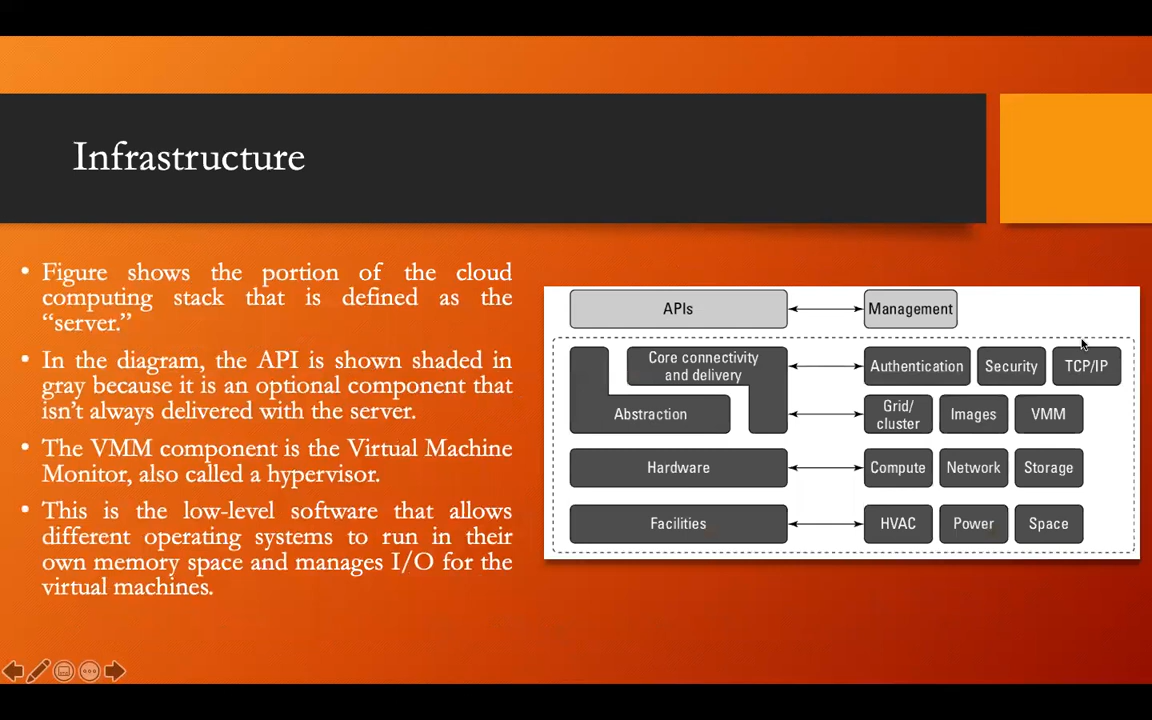 Infrastructure
• Figure shows the portion of the cloud
computing stack that is defined as the
“server.”
• In the diagram, the API is shown shaded in
gray because it is an optional component that
isn’t always delivered with the server.
• The VMM component is the Virtual Machine
Monitor, also called a hypervisor.
• This is the low-level software that allows
different operating systems to run in their
own memory space and manages I/O for the
virtual machines.
APIs
Management
Core connectivity
and delivery
Authentication
Security
TCP/IP
Abstraction
Grid/
cluster
Images
VMM
Hardware
Compute
Network
Storage
Facilities
HVAC
Power
Space